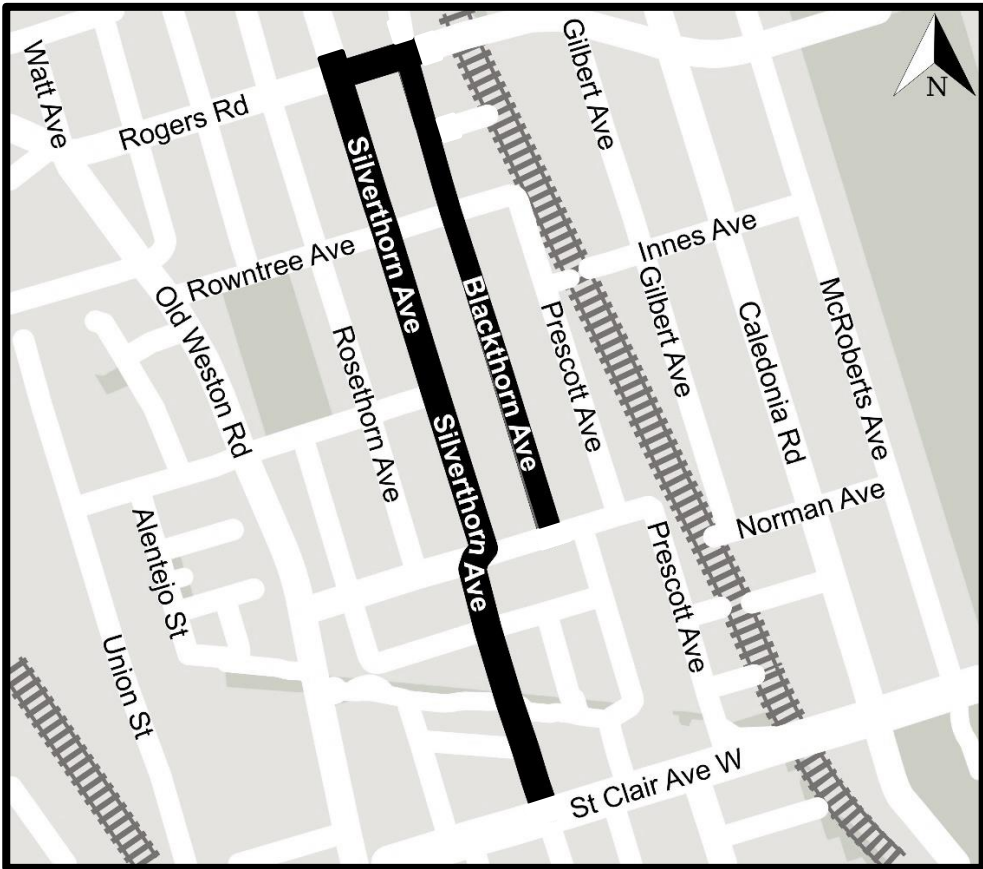 Watt Ave
Rogers Rd
Gilbert Ave
N
Silverthorn Ave
Rowntree Ave
Innes Ave
Old Weston Rd
Blackthorn Ave
Gilbert Ave
McRoberts Ave
Prescott Ave
Caledonia Rd
Rosethorn Ave
Silverthorn Ave
Norman Ave
Alentejo St
Prescott Ave
Union St
St Clair Ave W